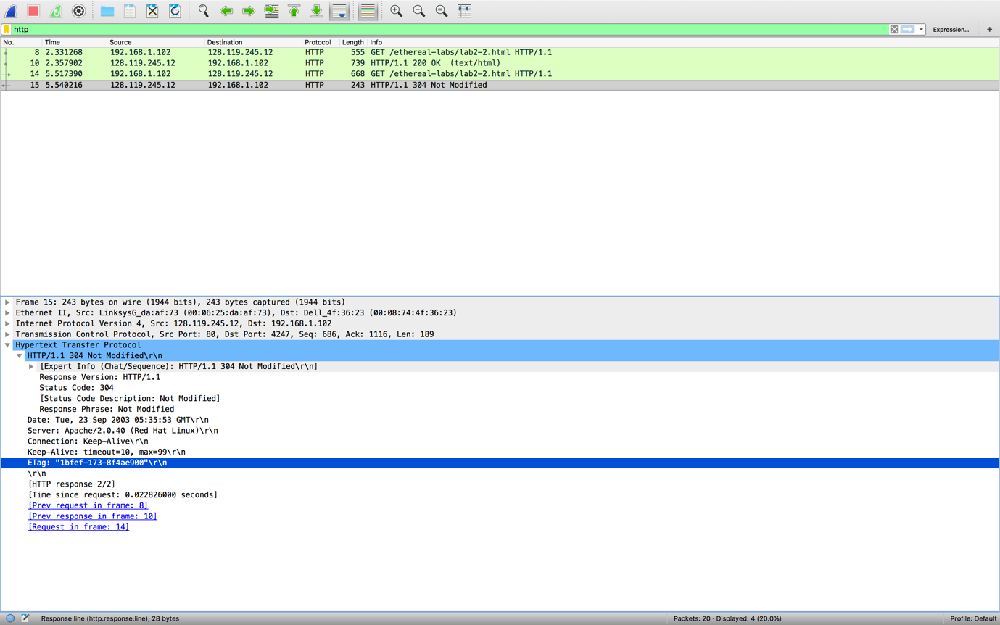 http
Expression...
+
No. Time Source Destination Protocol Length Info
8 2.331268 192.168.1.102 128.119.245.12 HTTP 555 GET /ethereal-labs/lab2-2.html HTTP/1.1
10 2.357902 128.119.245.12 192.168.1.102 HTTP 739 HTTP/1.1 200 OK (text/html)
14 5.517390 192.168.1.102 128.119.245.12 HTTP 668 GET /ethereal-labs/lab2-2.html HTTP/1.1
15 5.540216 128.119.245.12 192.168.1.102 HTTP 243 HTTP/1.1 304 Not Modified
Frame 15: 243 bytes on wire (1944 bits), 243 bytes captured (1944 bits)
Ethernet II, Src: LinksysG_da:af:73 (00:06:25:da:af:73), Dst: Dell_4f:36:23 (00:08:74:4f:36:23)
Internet Protocol Version 4, Src: 128.119.245.12, Dst: 192.168.1.102
Transmission Control Protocol, Src Port: 80, Dst Port: 4247, Seq: 686, Ack: 1116, Len: 189
Hypertext Transfer Protocol
HTTP/1.1 304 Not Modified\r\n
[Expert Info (Chat/Sequence): HTTP/1.1 304 Not Modified\r\n]
Response Version: HTTP/1.1
Status Code: 304
[Status Code Description: Not Modified]
Response Phrase: Not Modified
Date: Tue, 23 Sep 2003 05:35:53 GMT\r\n
Server: Apache/2.0.40 (Red Hat Linux)\r\n
Connection: Keep-Alive\r\n
Keep-Alive: timeout=10, max=99\r\n
ETag: "1bfef-173-8f4ae900"\r\n
\r\n
[HTTP response 2/2]
[Time since request: 0.022826000 seconds]
[Prev request in frame: 8]
[Prev response in frame: 10]
[Request in frame: 14]
Response line (http.response.line), 28 bytes
Packets: 20 · Displayed: 4 (20.0%)
Profile: Default